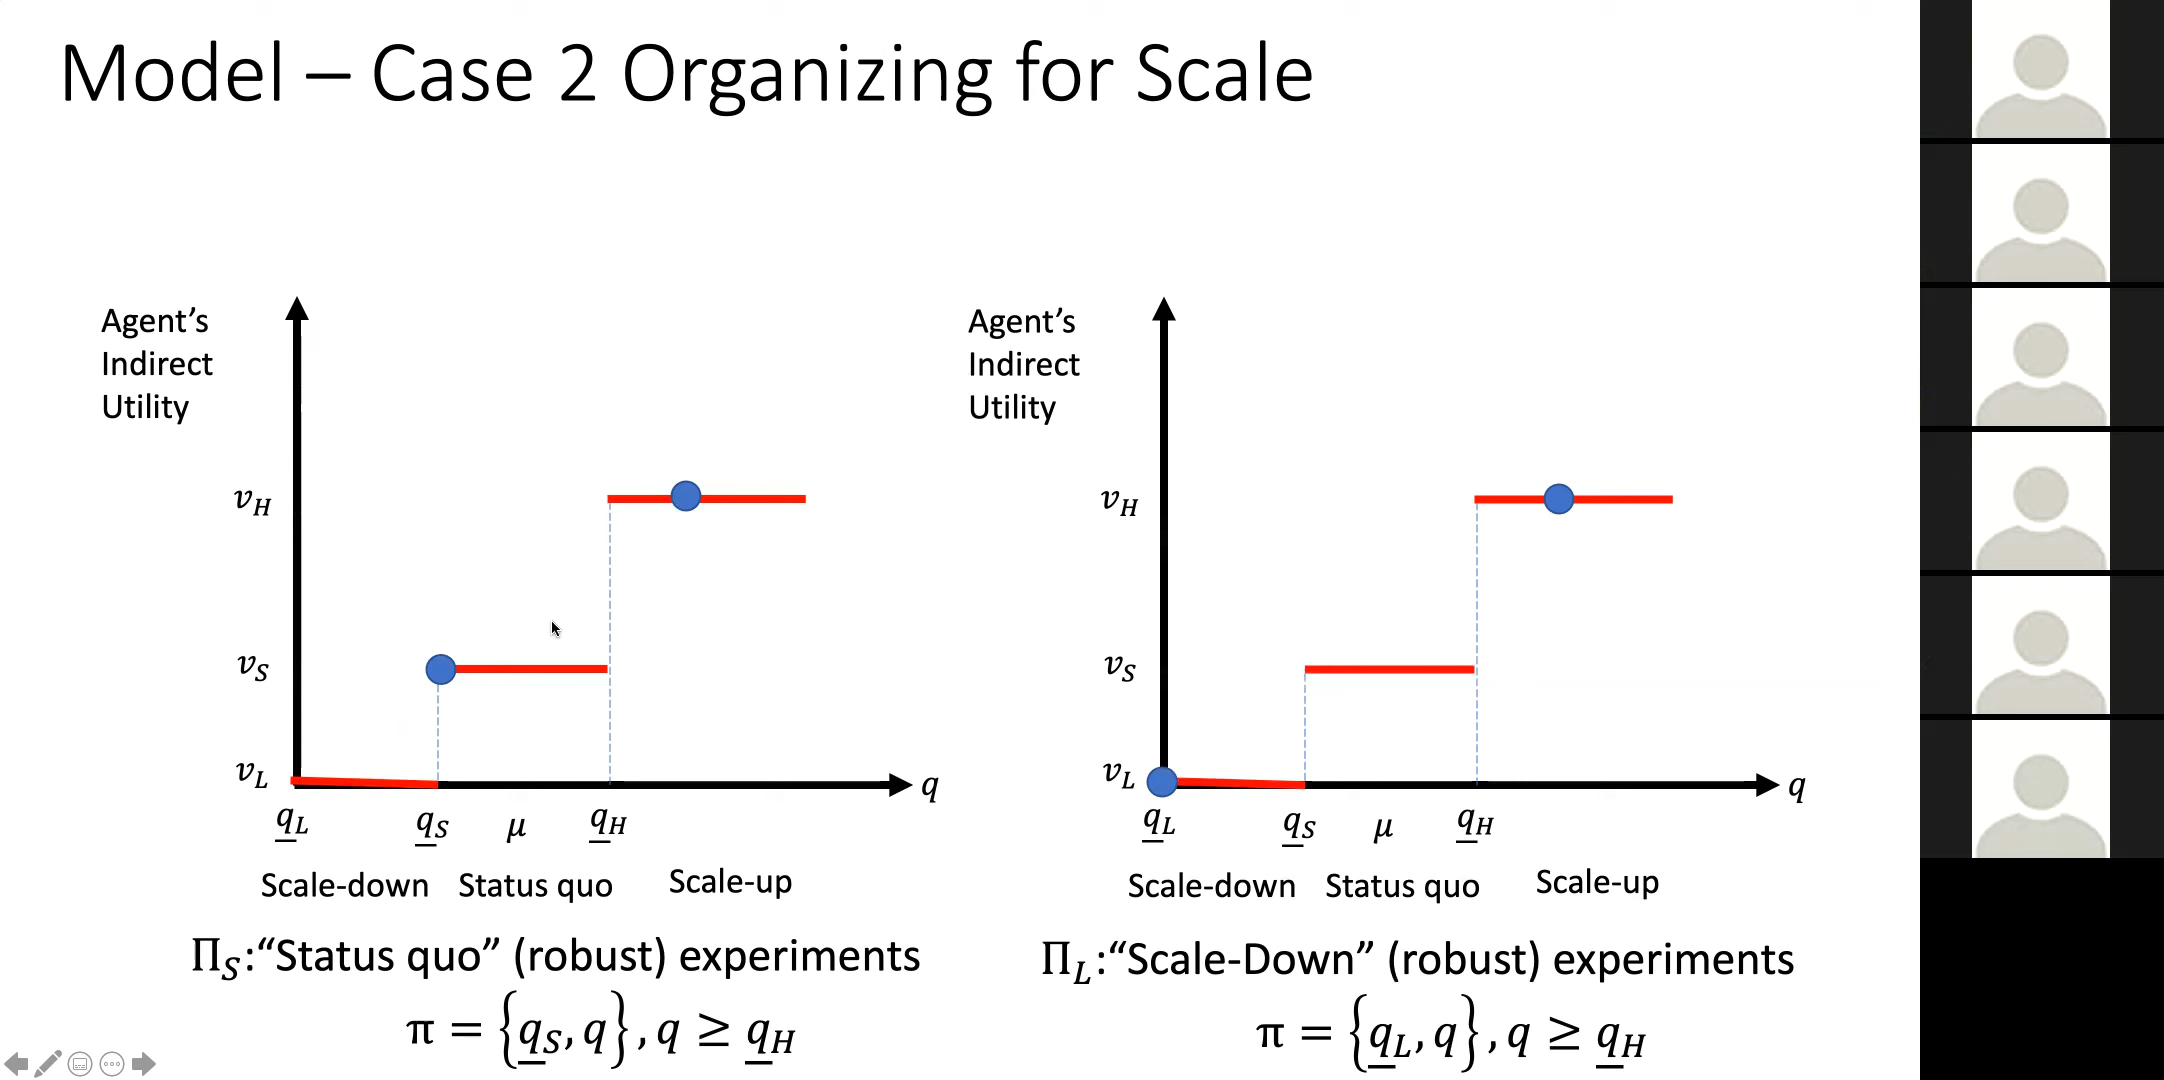 Model – Case 2 Organizing for Scale
Agent’s
Indirect
Utility
v_H
v_S
v_L
q
q_L
q_S
μ
q_H
Scale-down
Status quo
Scale-up
Π_S:“Status quo” (robust) experiments
π = {q_S, q}, q ≥ q_H
Agent’s
Indirect
Utility
v_H
v_S
v_L
q
q_L
q_S
μ
q_H
Scale-down
Status quo
Scale-up
Π_L:“Scale-Down” (robust) experiments
π = {q_L, q}, q ≥ q_H